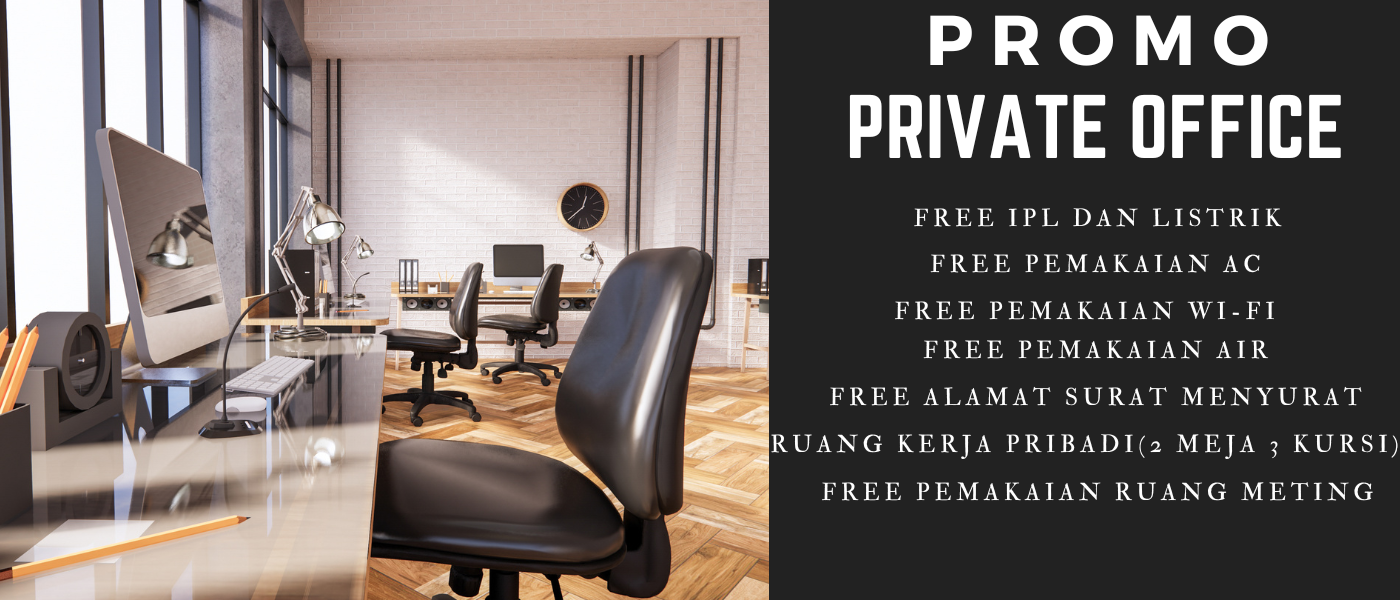 PROMO
PRIVATE OFFICE
FREE IPL DAN LISTRIK
FREE PEMAKAIAN AC
FREE PEMAKAIAN WI-FI
FREE PEMAKAIAN AIR
FREE ALAMAT SURAT MENYURAT
RUANG KERJA PRIBADI(2 MEJA 3 KURSI)
FREE PEMAKAIAN RUANG METING